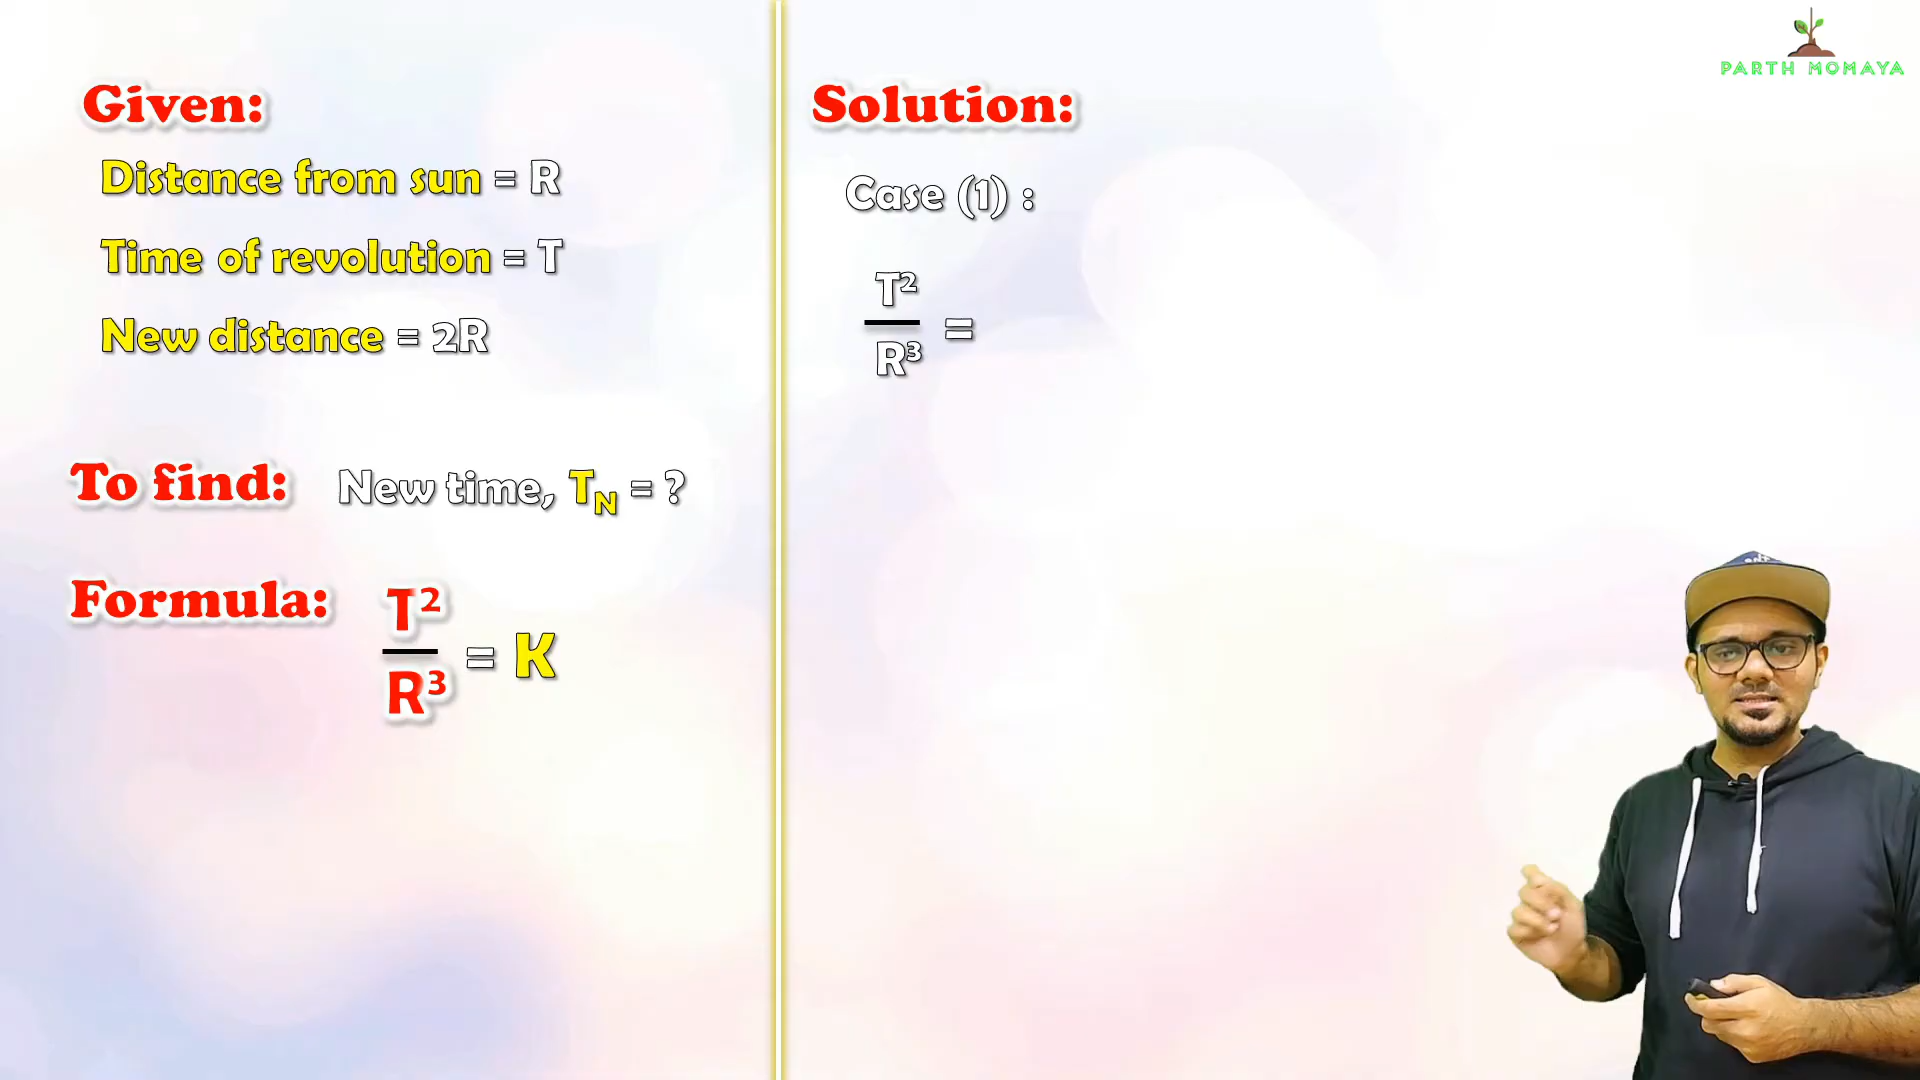 PARTH MOMAYA
Given:
Distance from sun = R
Time of revolution = T
New distance = 2R
To find: New time, T_N = ?
Formula: T² / R³ = K
Solution:
Case (1) :
T² / R³ =